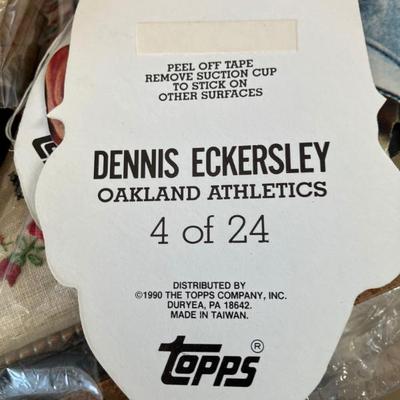 PEEL OFF TAPE
REMOVE SUCTION CUP
TO STICK ON
OTHER SURFACES
DENNIS ECKERSLEY
OAKLAND ATHLETICS
4 of 24
DISTRIBUTED BY
©1990 THE TOPPS COMPANY, INC.
DURYEA, PA 18642.
MADE IN TAIWAN.
topps®